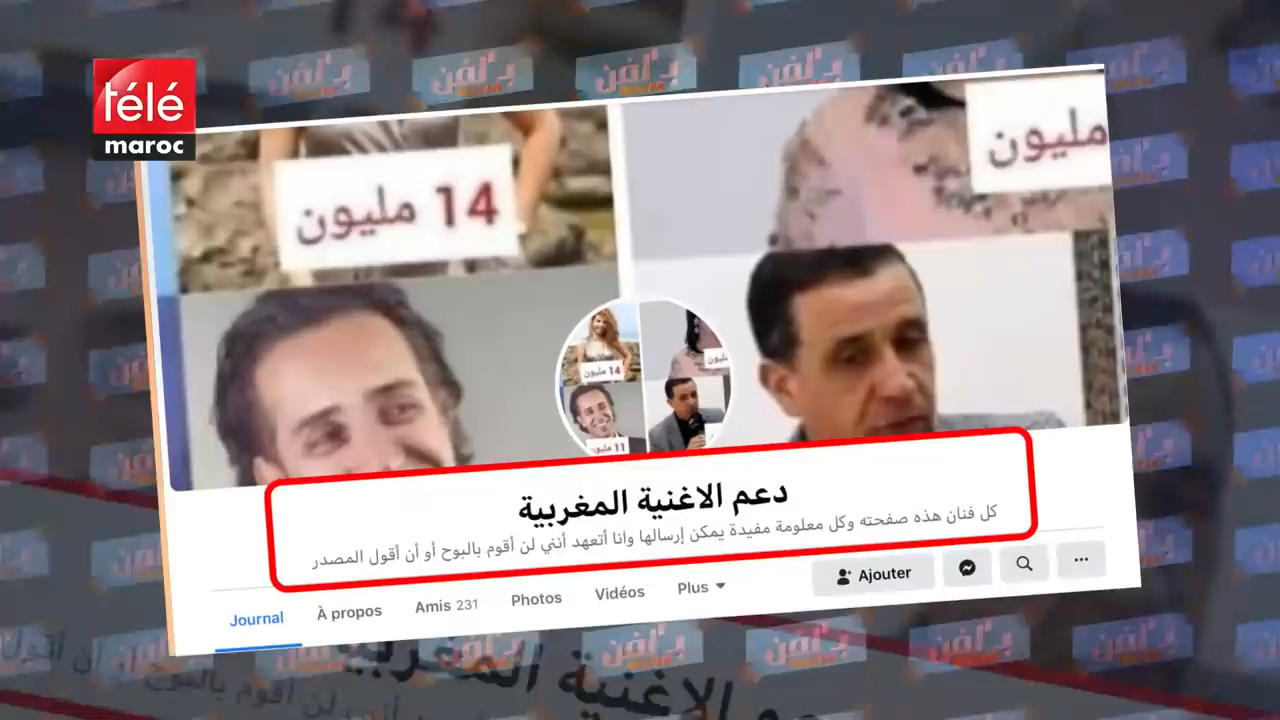 télé
maroc
بـ لفن
14 مليون
مليون
14 مليون
مليون
11 مليون
دعم الاغنية المغربية
كل فنان هذه صفحته وكل معلومة مفيدة يمكن إرسالها وانا أتعهد أنني لن أقوم بالبوح أو أن أقول المصدر
Ajouter
Journal
À propos
Amis 231
Photos
Vidéos
Plus